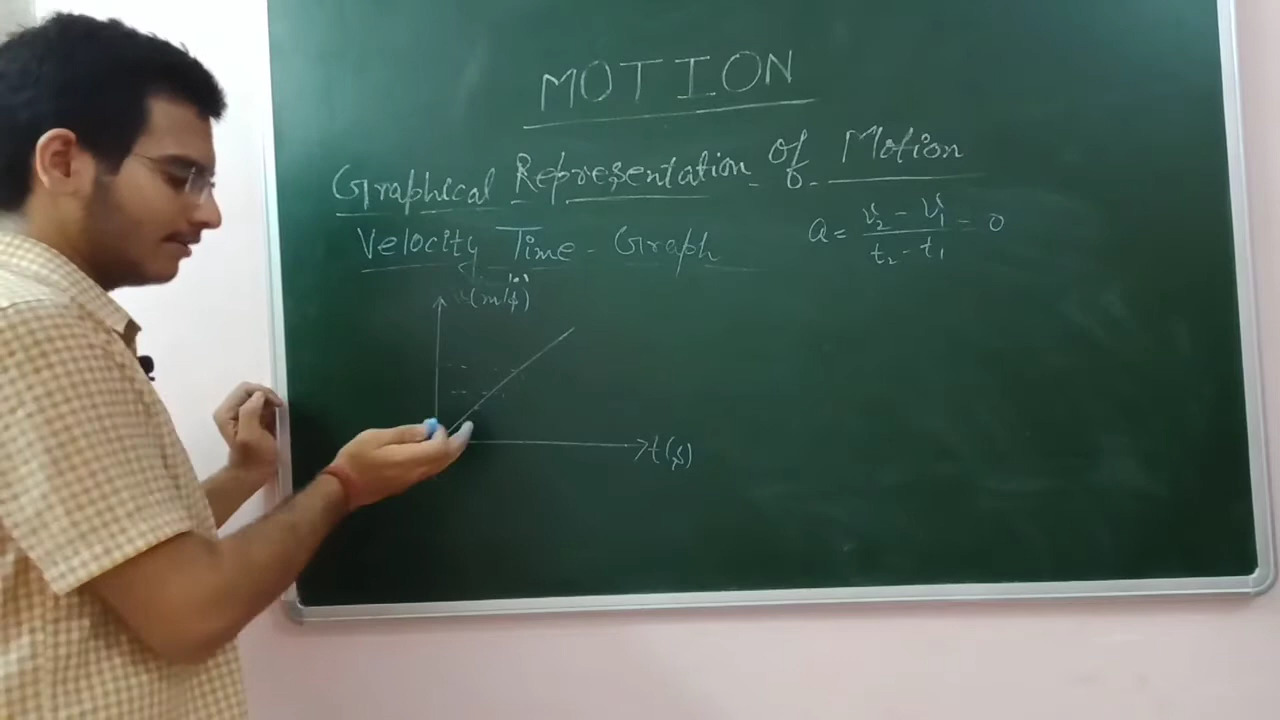 MOTION
Graphical Representation of Motion
Velocity Time - Graph
a = v₂ - v₁ / t₂ - t₁ = 0
(m/s)
t(s)